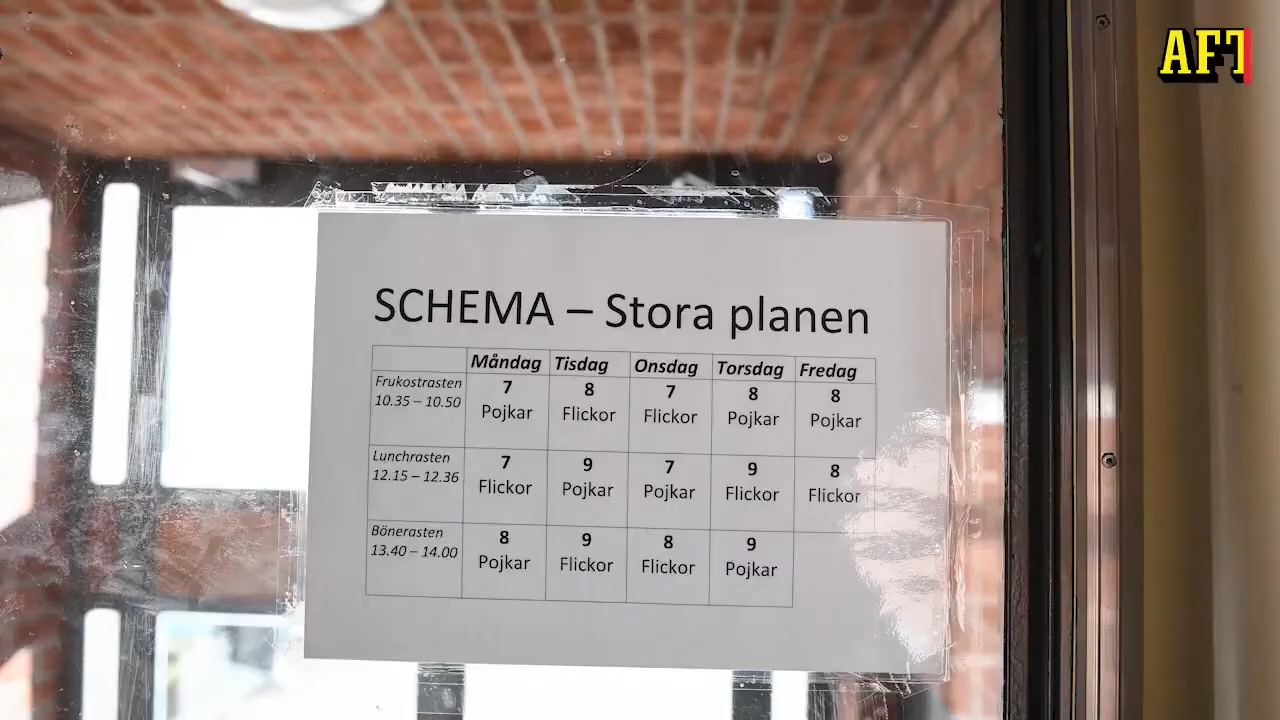 AFT
SCHEMA – Stora planen
Måndag Tisdag Onsdag Torsdag Fredag
Frukostrasten 10.35 – 10.50 7 Pojkar 8 Flickor 7 Flickor 8 Pojkar 8 Pojkar
Lunchrasten 12.15 – 12.36 7 Flickor 9 Pojkar 7 Pojkar 9 Flickor 8 Flickor
Bönerasten 13.40 – 14.00 8 Pojkar 9 Flickor 8 Flickor 9 Pojkar